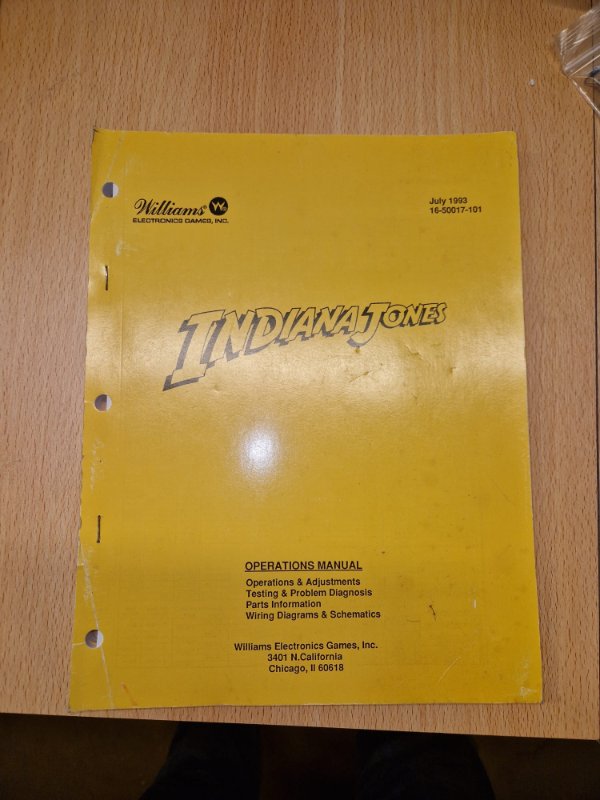 Williams®
ELECTRONICS GAMES, INC.
July 1993
16-50017-101
INDIANA JONES
OPERATIONS MANUAL
Operations & Adjustments
Testing & Problem Diagnosis
Parts Information
Wiring Diagrams & Schematics
Williams Electronics Games, Inc.
3401 N.California
Chicago, Il 60618